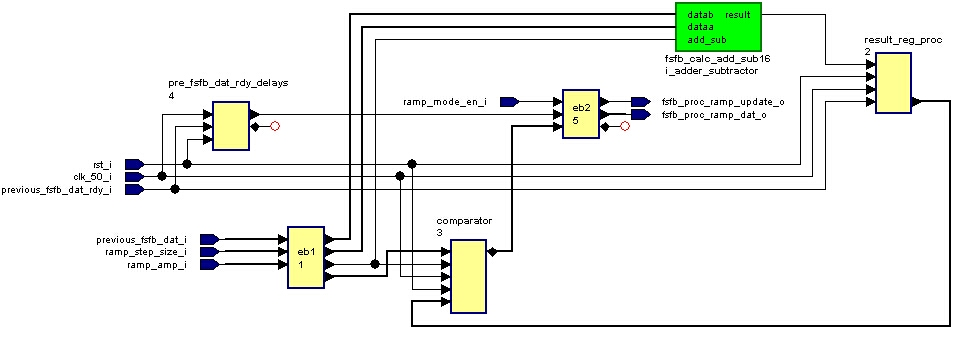 datab result
dataa
add_sub
fsfb_calc_add_sub16
i_adder_subtractor
result_reg_proc
2
pre_fsfb_dat_rdy_delays
4
ramp_mode_en_i
eb2
5
fsfb_proc_ramp_update_o
fsfb_proc_ramp_dat_o
rst_i
clk_50_i
previous_fsfb_dat_rdy_i
previous_fsfb_dat_i
ramp_step_size_i
ramp_amp_i
eb1
1
comparator
3